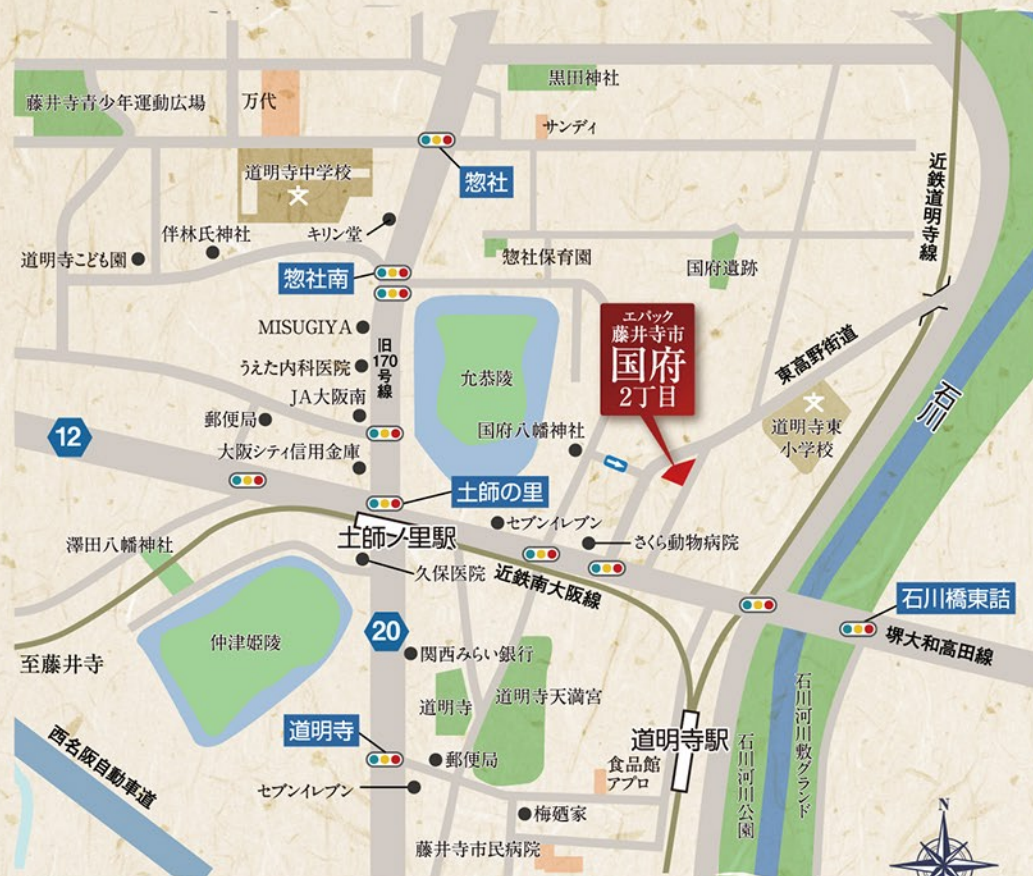 黒田神社
藤井寺青少年運動広場
万代
サンディ
道明寺中学校
惣社
近鉄道明寺線
伴林氏神社
キリン堂
道明寺こども園
惣社保育園
国府遺跡
惣社南
MISUGIYA
旧
170
号
線
エバック
藤井寺市
国府
2丁目
東高野街道
うえた内科医院
允恭陵
石川
JA大阪南
郵便局
国府八幡神社
道明寺東
小学校
12
大阪シティ信用金庫
土師の里
セブンイレブン
土師ノ里駅
さくら動物病院
澤田八幡神社
久保医院
近鉄南大阪線
石川橋東詰
堺大和高田線
20
仲津姫陵
関西みらい銀行
至藤井寺
道明寺
道明寺天満宮
石川河川敷グランド
道明寺
道明寺駅
石川河川公園
西名阪自動車道
郵便局
食品館
アプロ
セブンイレブン
梅廼家
藤井寺市民病院
N